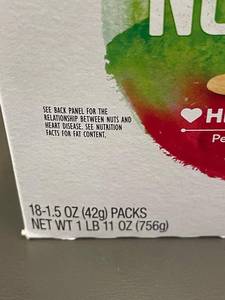 SEE BACK PANEL FOR THE
RELATIONSHIP BETWEEN NUTS AND
HEART DISEASE. SEE NUTRITION
FACTS FOR FAT CONTENT.
18-1.5 OZ (42g) PACKS
NET WT 1 LB 11 OZ (756g)